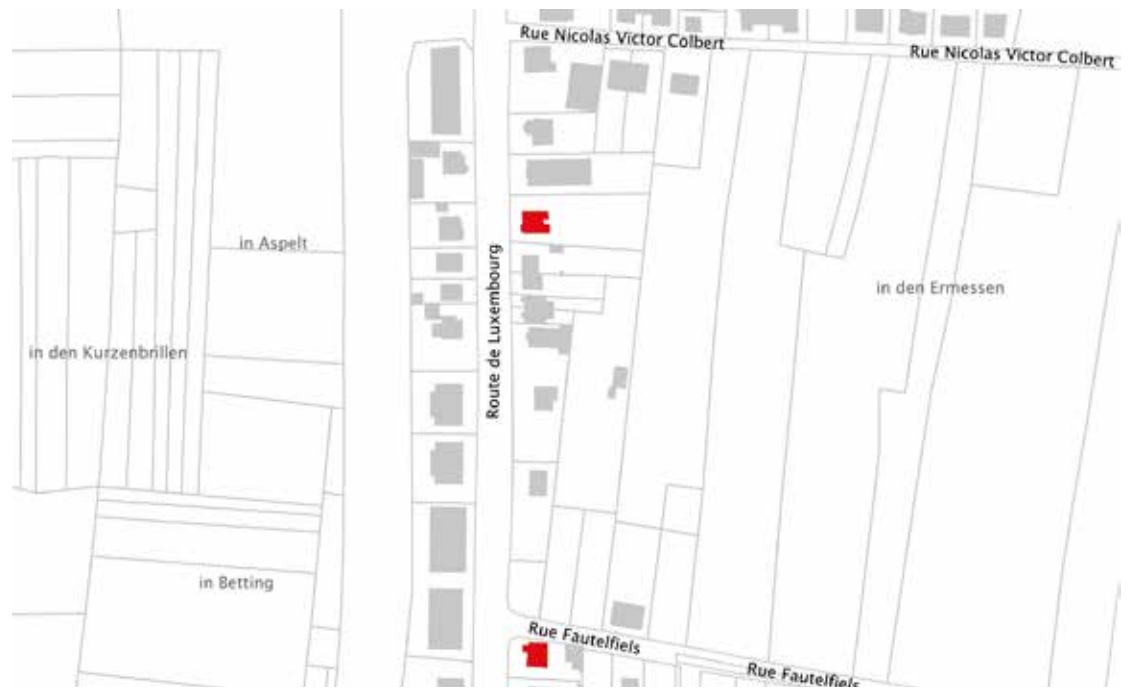 Rue Nicolas Victor Colbert
Rue Nicolas Victor Colbert
in Aspelt
Route de Luxembourg
in den Ermessen
in den Kurzenbrillen
in Betting
Rue Fautelfiels
Rue Fautelfiels